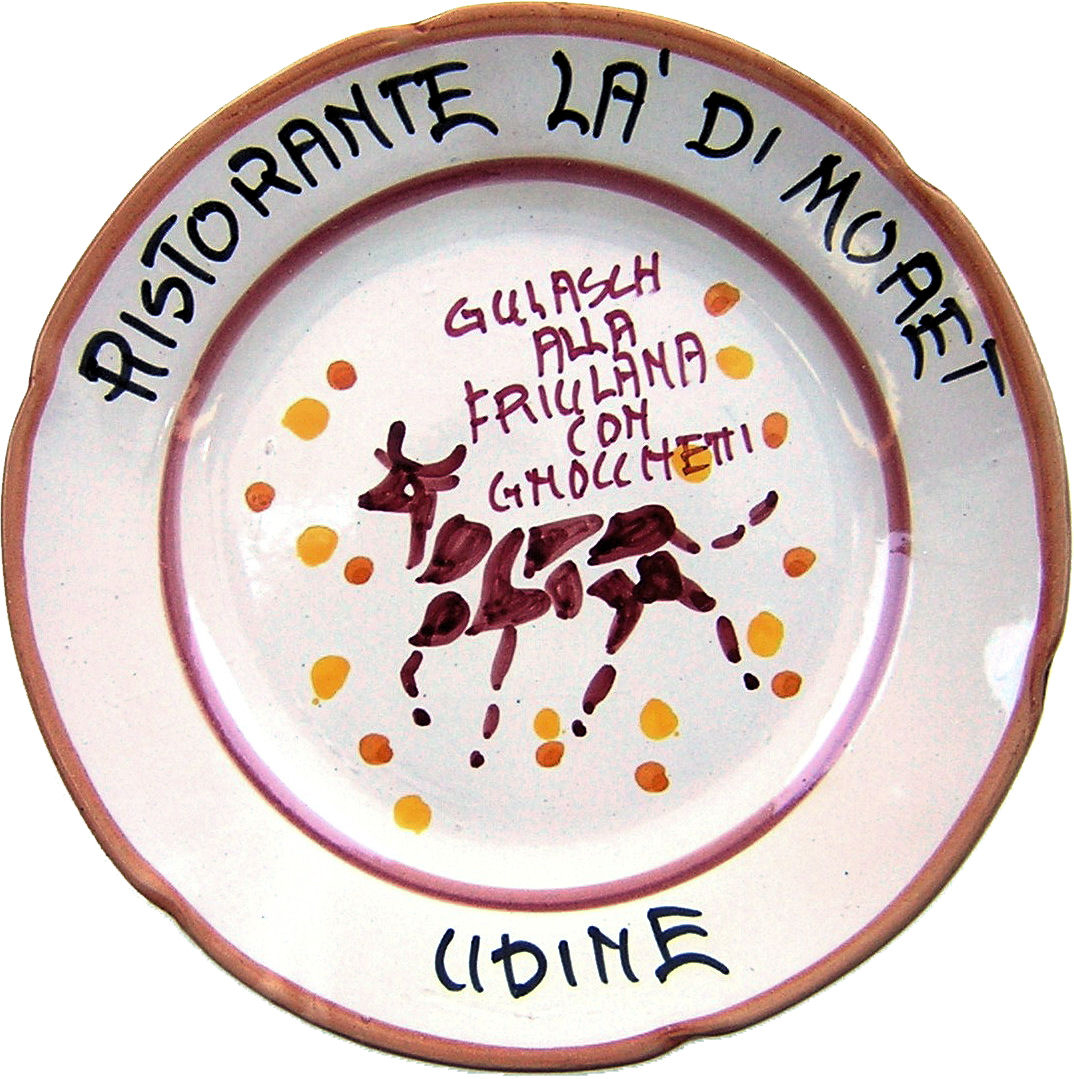 RISTORANTE LA' DI MORET
GULASCH
ALLA
FRIULANA
CON
GNOCCHETTI
UDINE